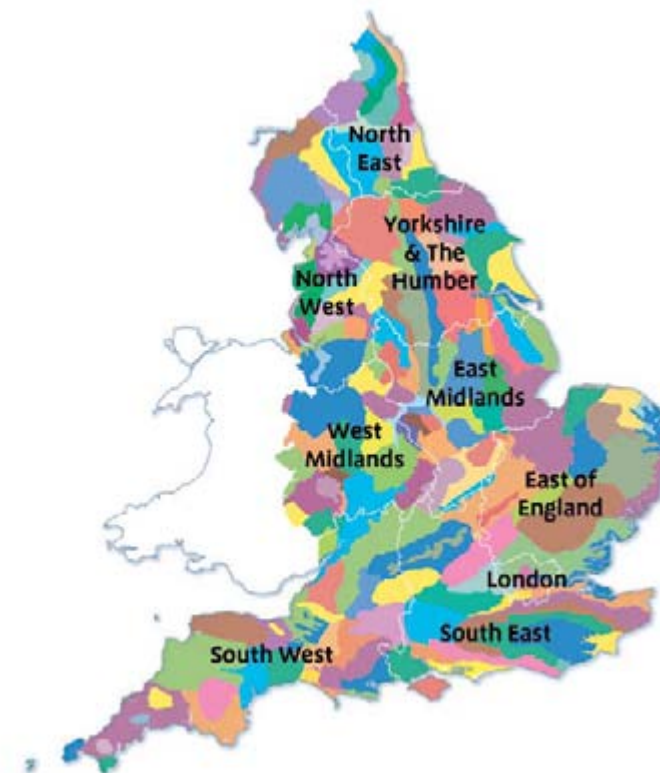 North
East
Yorkshire
& The
Humber
North
West
East
Midlands
West
Midlands
East of
England
London
South East
South West